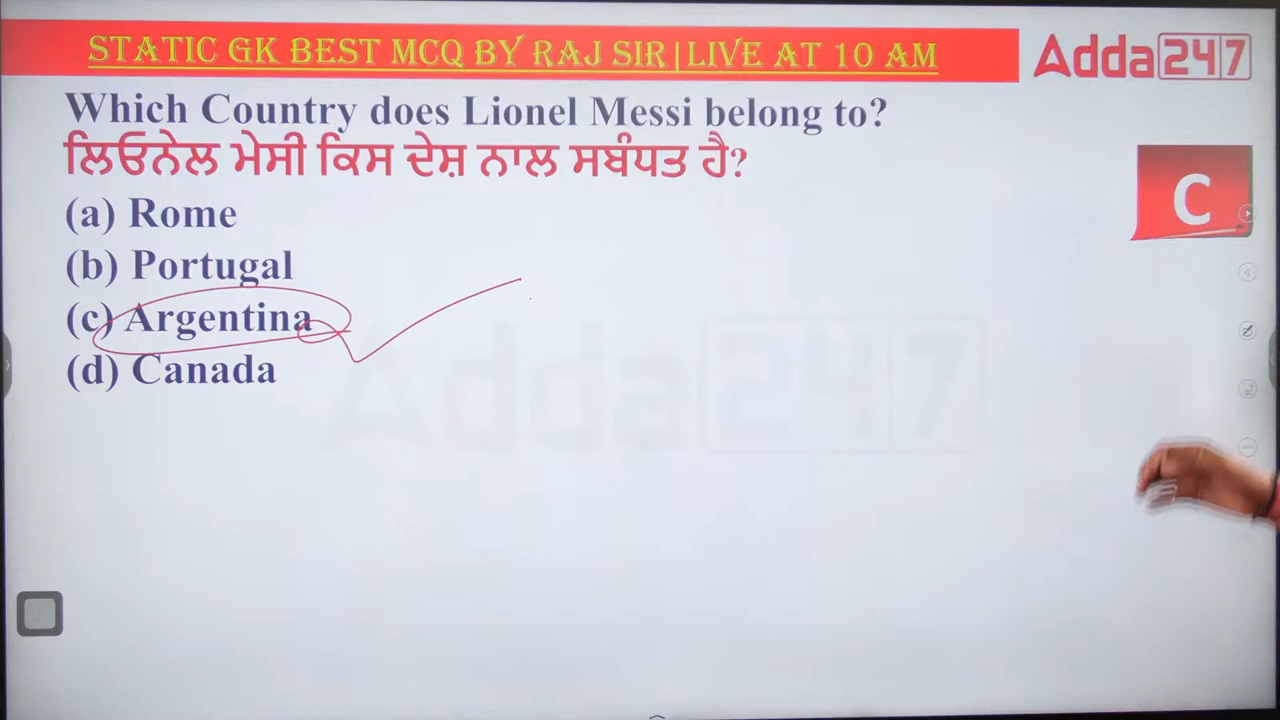 STATIC GK BEST MCQ BY RAJ SIR|LIVE AT 10 AM
Adda247
Which Country does Lionel Messi belong to?
ਲਿਓਨੇਲ ਮੇਸੀ ਕਿਸ ਦੇਸ਼ ਨਾਲ ਸਬੰਧਤ ਹੈ?
C
(a) Rome
(b) Portugal
(c) Argentina
(d) Canada
Adda247